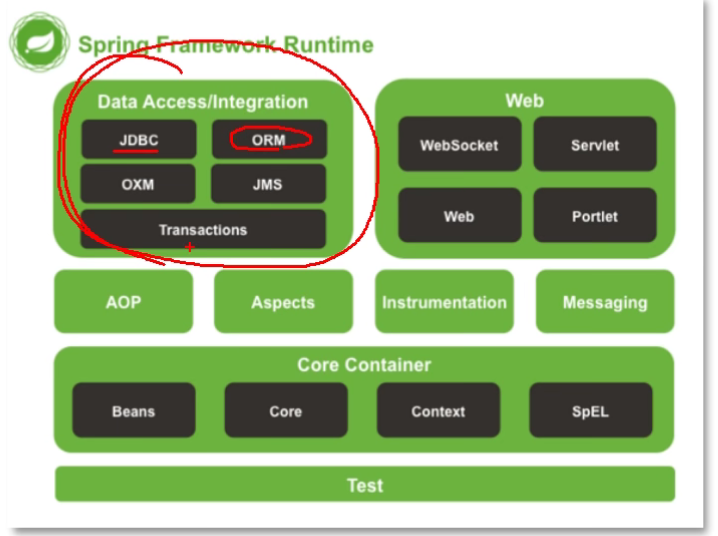 Spring Framework Runtime
Data Access/Integration
JDBC ORM
OXM JMS
Transactions
Web
WebSocket Servlet
Web Portlet
AOP Aspects Instrumentation Messaging
Core Container
Beans Core Context SpEL
Test